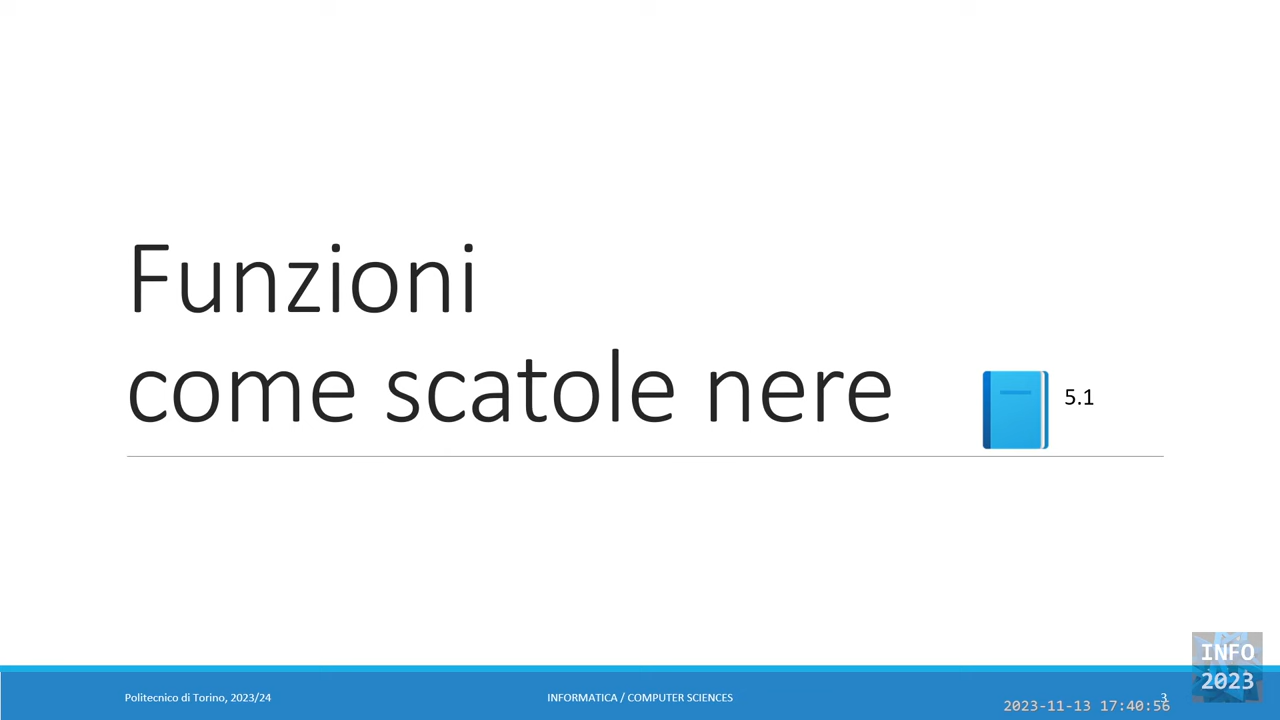 Funzioni
come scatole nere
5.1
Politecnico di Torino, 2023/24
INFORMATICA / COMPUTER SCIENCES
3
2023-11-13 17:40:56
INFO
2023